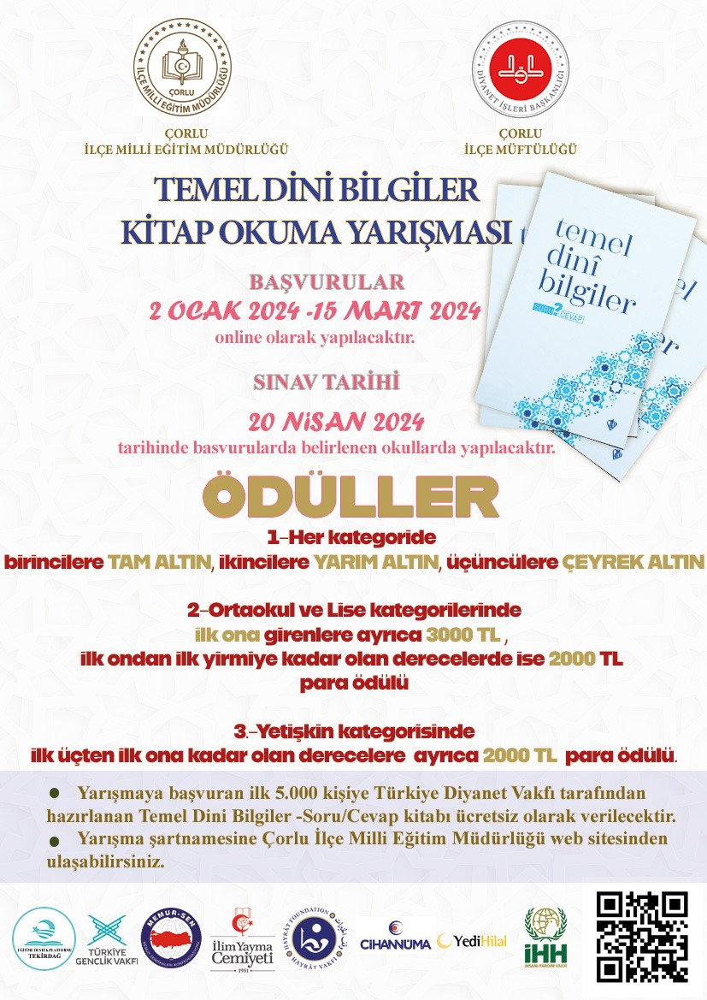 ÇORLU
İLÇE MİLLİ EĞİTİM MÜDÜRLÜĞÜ
DİYANET İŞLERİ BAŞKANLIĞI
ÇORLU
İLÇE MİLLİ EĞİTİM MÜDÜRLÜĞÜ
ÇORLU
İLÇE MÜFTÜLÜĞÜ
TEMEL DİNİ BİLGİLER
KİTAP OKUMA YARIŞMASI
temel
dinî
bilgiler
SORU ? CEVAP
BAŞVURULAR
2 OCAK 2024 -15 MART 2024
online olarak yapılacaktır.
SINAV TARİHİ
20 NİSAN 2024
tarihinde basvurularda belirlenen okullarda yapılacaktır.
ÖDÜLLER
1-Her kategoride
birincilere TAM ALTIN, ikincilere YARIM ALTIN, üçüncülere ÇEYREK ALTIN
2-Ortaokul ve Lise kategorilerinde
ilk ona girenlere ayrıca 3000 TL ,
ilk ondan ilk yirmiye kadar olan derecelerde ise 2000 TL
para ödülü
3.-Yetişkin kategorisinde
ilk üçten ilk ona kadar olan derecelere ayrıca 2000 TL para ödülü.
● Yarışmaya başvuran ilk 5.000 kişiye Türkiye Diyanet Vakfı tarafından
hazırlanan Temel Dini Bilgiler -Soru/Cevap kitabı ücretsiz olarak verilecektir.
● Yarışma şartnamesine Çorlu İlçe Milli Eğitim Müdürlüğü web sitesinden
ulaşabilirsiniz.
TEKİRDAĞ
TÜRKİYE
GENÇLİK VAKFI
MEMUR-SEN
İlim Yayma
Cemiyeti
1951
HAYRÂT FOUNDATION
HAYRÂT VAKFI
CIHANNÜMA
YediHilal
İHH
İNSANİ YARDIM VAKFI